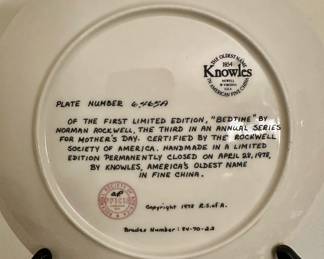 THE OLDEST NAME
1854
Knowles
IN AMERICAN FINE CHINA
PLATE NUMBER 6,465A
OF THE FIRST LIMITED EDITION, "BEDTIME" BY
NORMAN ROCKWELL, THE THIRD IN AN ANNUAL SERIES
FOR MOTHER'S DAY. CERTIFIED BY THE ROCKWELL
SOCIETY OF AMERICA. HANDMADE IN A LIMITED
EDITION PERMANENTLY CLOSED ON APRIL 28, 1978,
BY KNOWLES, AMERICA'S OLDEST NAME
IN FINE CHINA.
Copyright 1978 R.S.of A.
Bradex Number: 84-70-2.3